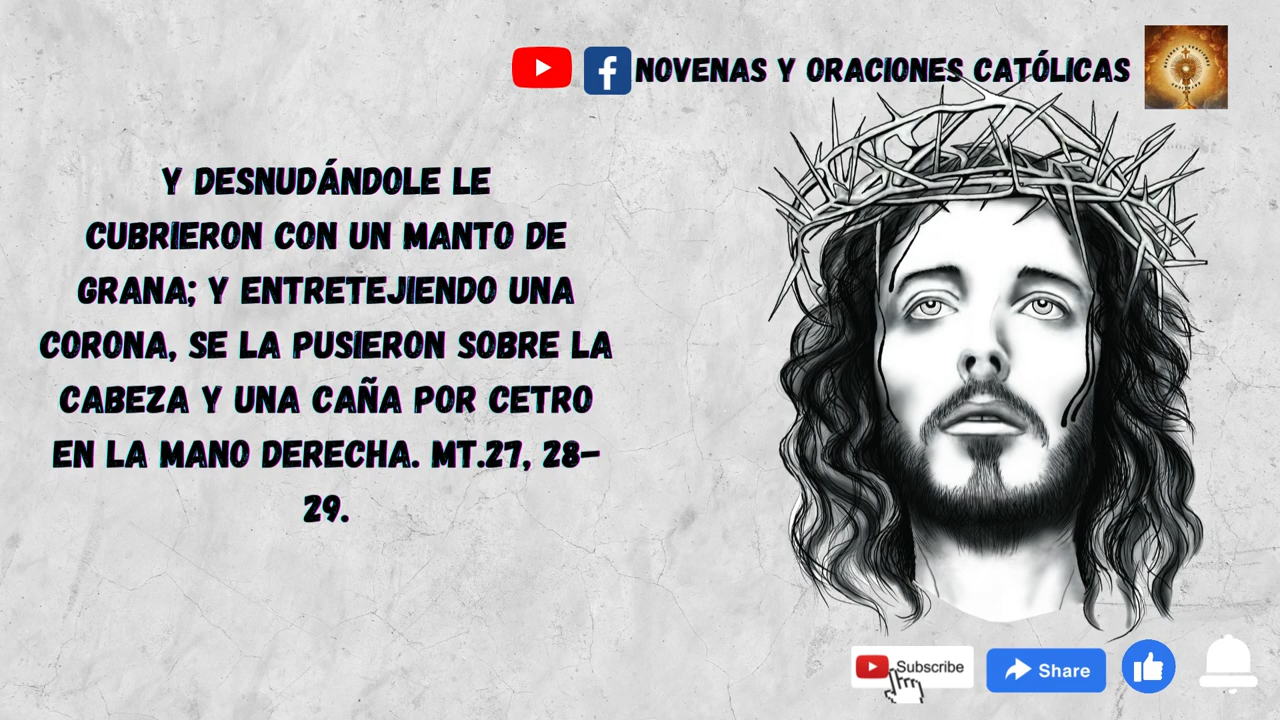 NOVENAS Y ORACIONES CATÓLICAS
Y DESNUDÁNDOLE LE
CUBRIERON CON UN MANTO DE
GRANA; Y ENTRETEJIENDO UNA
CORONA, SE LA PUSIERON SOBRE LA
CABEZA Y UNA CAÑA POR CETRO
EN LA MANO DERECHA. MT.27, 28-
29.
Subscribe
Share